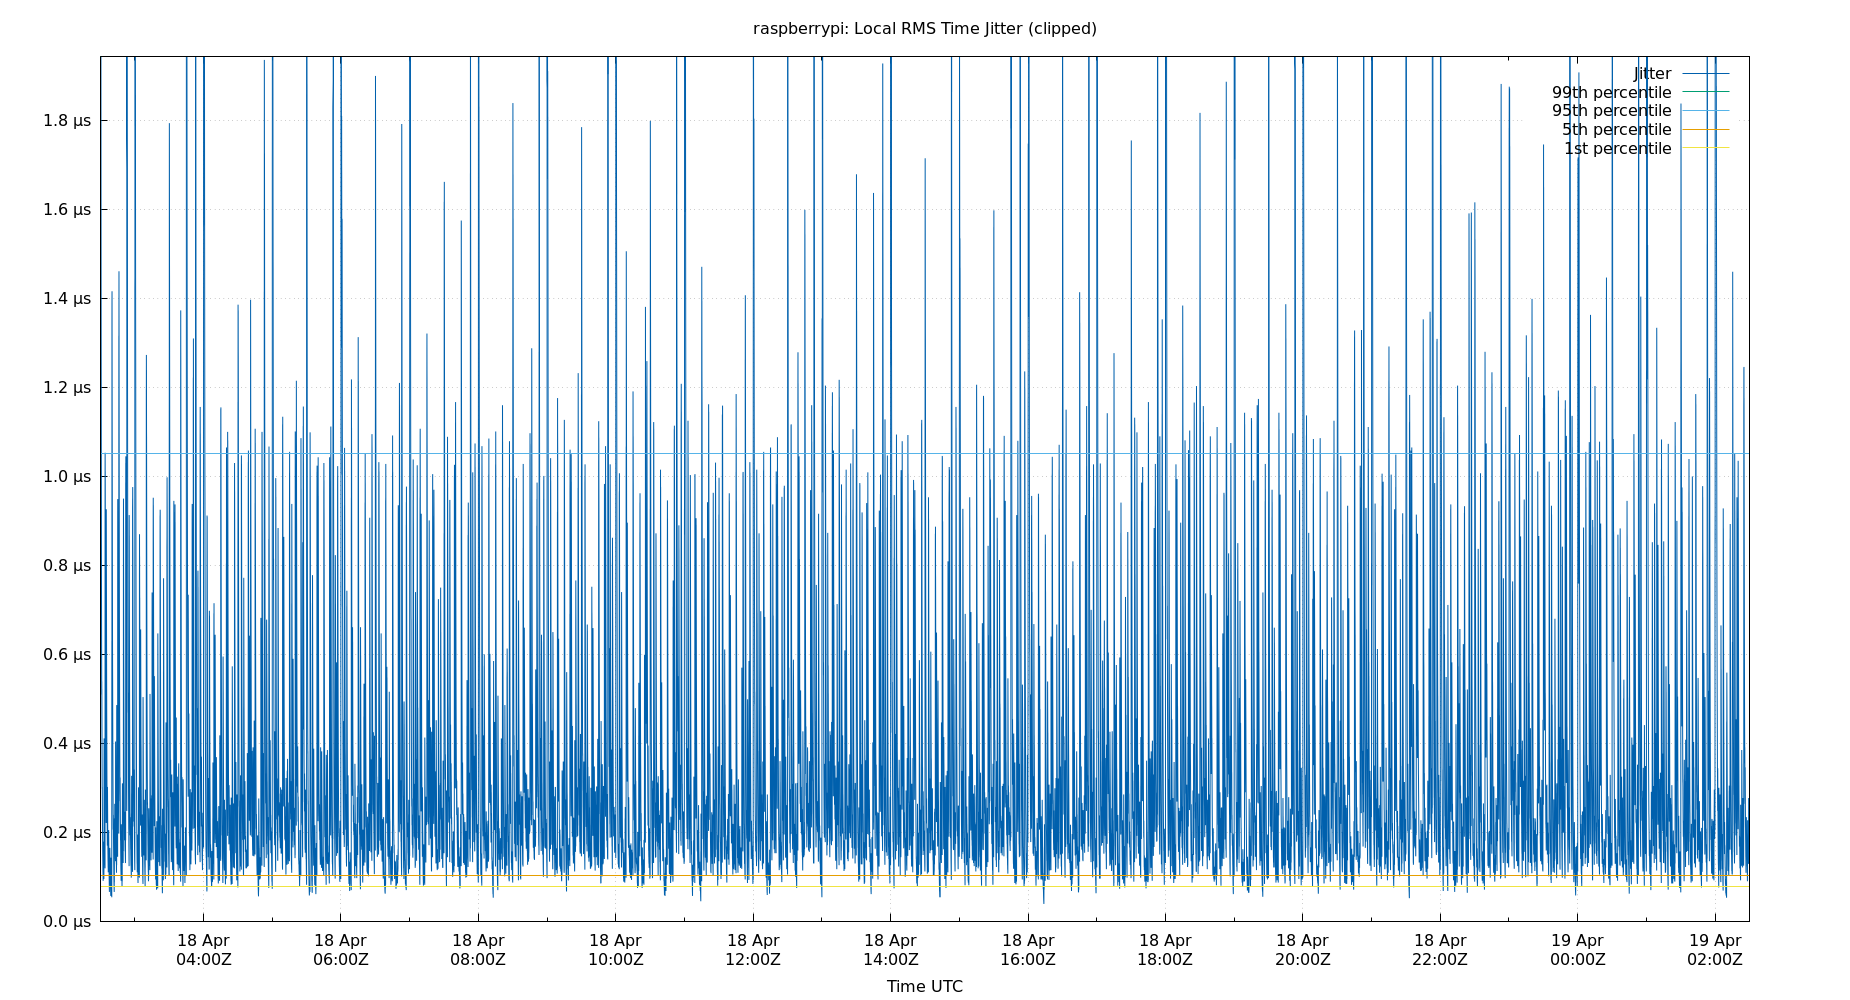 raspberrypi: Local RMS Time Jitter (clipped)
Jitter
99th percentile
95th percentile
5th percentile
1st percentile
1.8 μs
1.6 μs
1.4 μs
1.2 μs
1.0 μs
0.8 μs
0.6 μs
0.4 μs
0.2 μs
0.0 μs
18 Apr 18 Apr 18 Apr 18 Apr 18 Apr 18 Apr 18 Apr 18 Apr 18 Apr 18 Apr 19 Apr 19 Apr
04:00Z 06:00Z 08:00Z 10:00Z 12:00Z 14:00Z 16:00Z 18:00Z 20:00Z 22:00Z 00:00Z 02:00Z
Time UTC